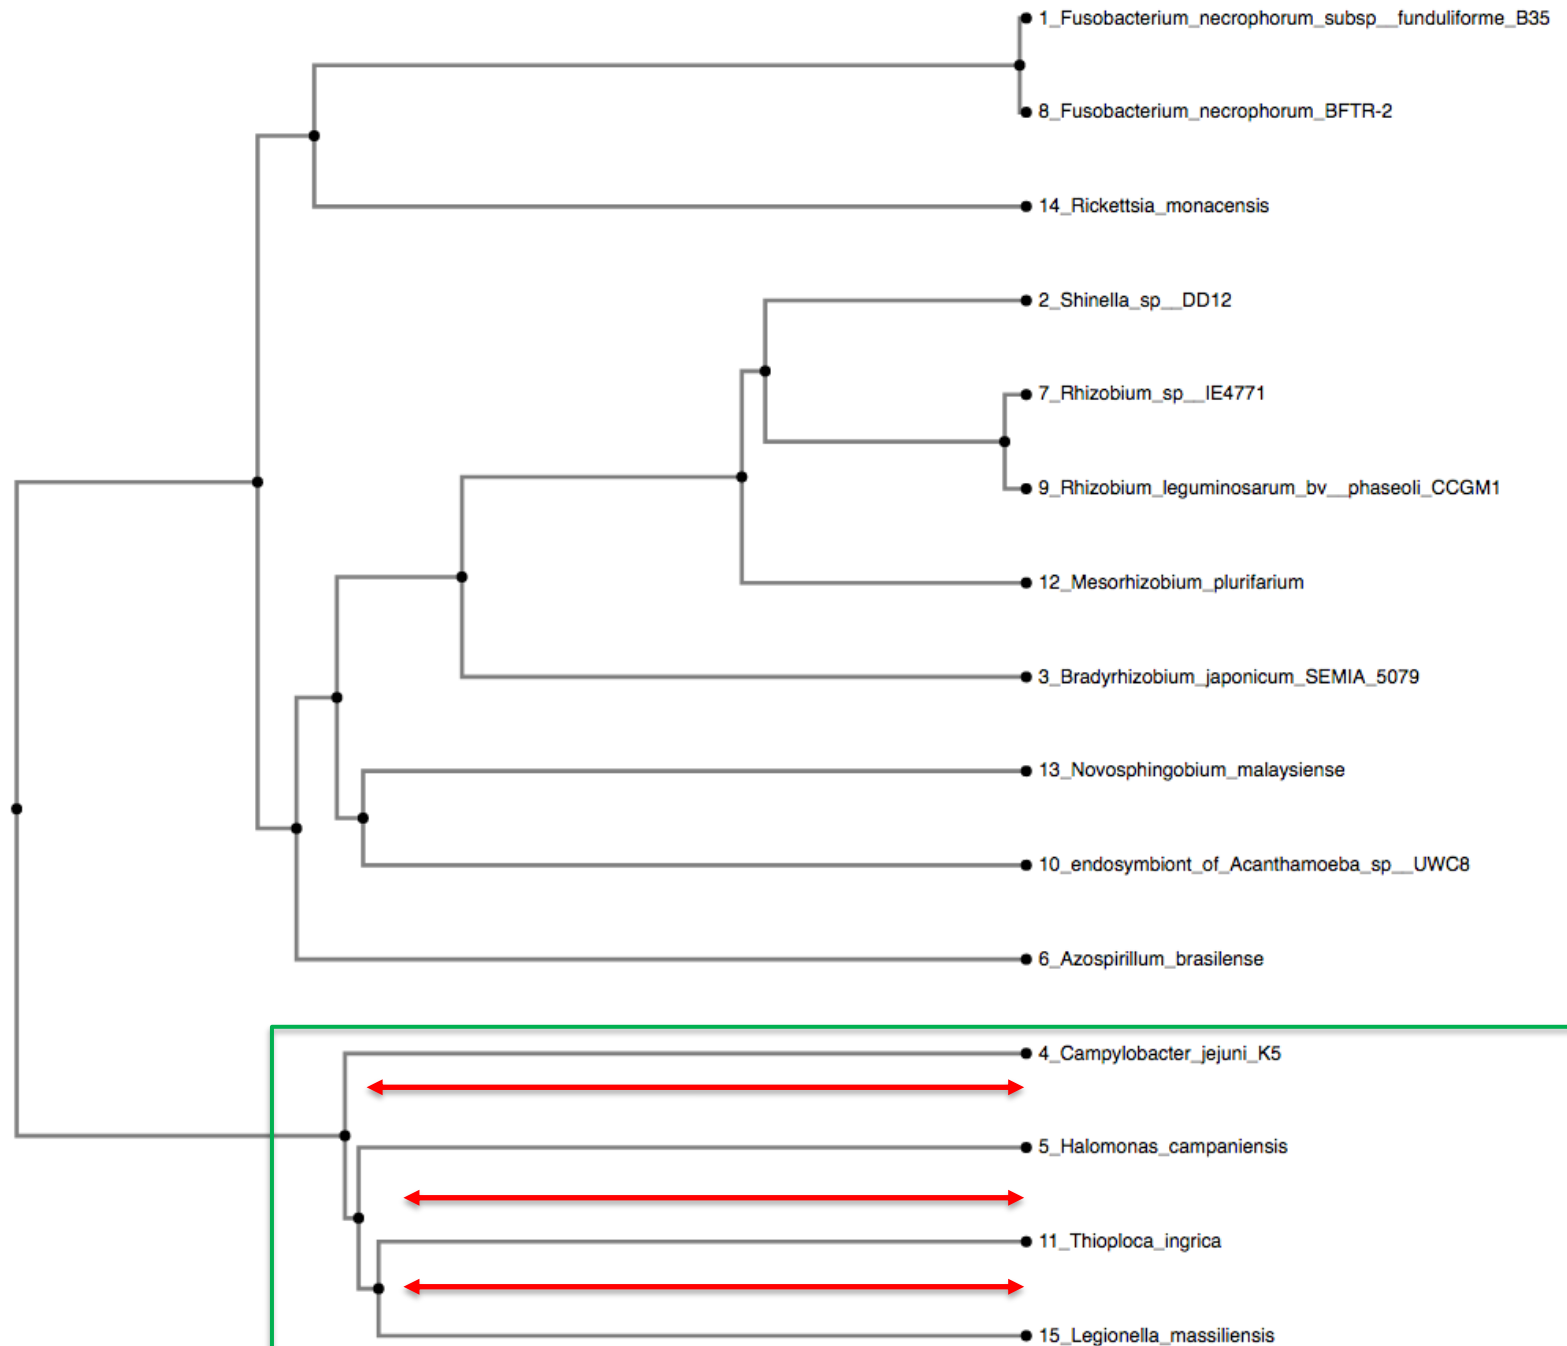 1_Fusobacterium_necrophorum_subsp__funduliforme_B35
8_Fusobacterium_necrophorum_BFTR-2
14_Rickettsia_monacensis
2_Shinella_sp__DD12
7_Rhizobium_sp__IE4771
9_Rhizobium_leguminosarum_bv__phaseoli_CCGM1
12_Mesorhizobium_plurifarium
3_Bradyrhizobium_japonicum_SEMIA_5079
13_Novosphingobium_malaysiense
10_endosymbiont_of_Acanthamoeba_sp__UWC8
6_Azospirillum_brasilense
4_Campylobacter_jejuni_K5
5_Halomonas_campaniensis
11_Thioploca_ingrica
15_Legionella_massiliensis